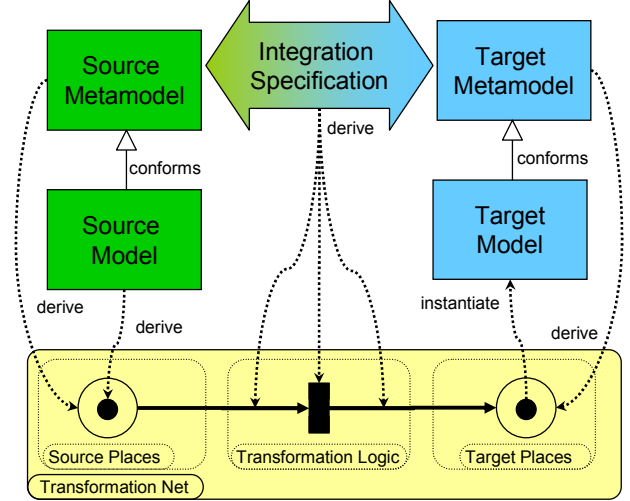 Source
Metamodel
Integration
Specification
Target
Metamodel
derive
conforms
conforms
Source
Model
Target
Model
derive
derive
instantiate
derive
Source Places
Transformation Logic
Target Places
Transformation Net